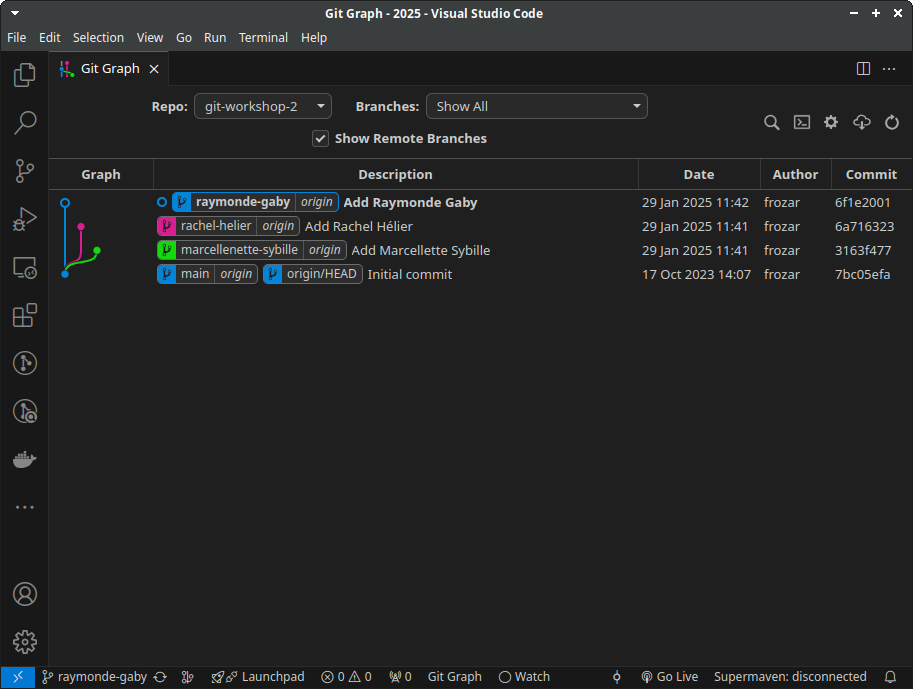 Git Graph - 2025 - Visual Studio Code
File Edit Selection View Go Run Terminal Help
Git Graph
Repo: git-workshop-2 Branches: Show All
Show Remote Branches
Graph Description Date Author Commit
raymonde-gaby origin Add Raymonde Gaby 29 Jan 2025 11:42 frozar 6f1e2001
rachel-helier origin Add Rachel Hélier 29 Jan 2025 11:41 frozar 6a716323
marcellenette-sybille origin Add Marcellette Sybille 29 Jan 2025 11:41 frozar 3163f477
main origin origin/HEAD Initial commit 17 Oct 2023 14:07 frozar 7bc05efa
raymonde-gaby Launchpad 0 0 0 Git Graph Watch Go Live Supermaven: disconnected